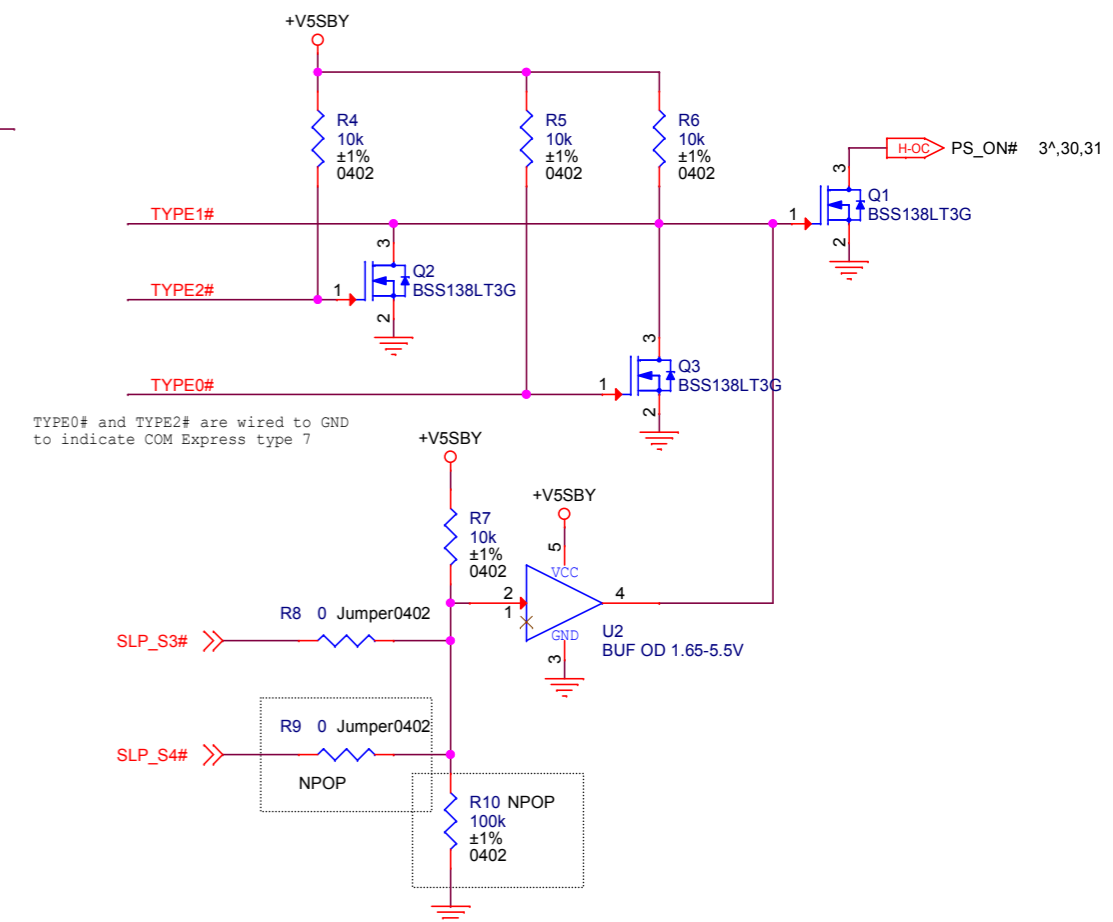 +V5SBY
R4
10k
±1%
0402
R5
10k
±1%
0402
R6
10k
±1%
0402
H-OC
PS_ON# 3^,30,31
3
Q1
BSS138LT3G
1
2
TYPE1#
3
Q2
BSS138LT3G
1
2
TYPE2#
3
Q3
BSS138LT3G
1
2
TYPE0#
TYPE0# and TYPE2# are wired to GND
to indicate COM Express type 7
+V5SBY
R7
10k
±1%
0402
+V5SBY
5
VCC
2
1
4
GND
3
U2
BUF OD 1.65-5.5V
R8 0 Jumper0402
SLP_S3#
R9 0 Jumper0402
SLP_S4#
NPOP
R10 NPOP
100k
±1%
0402